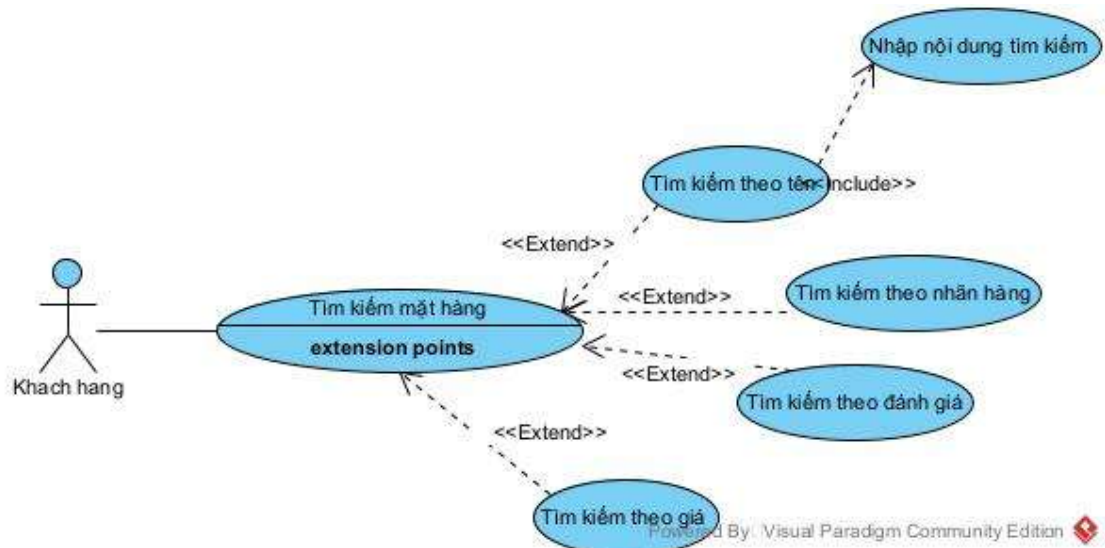 Nhập nội dung tìm kiếm
Tìm kiếm theo tên
<<Include>>
<<Extend>>
Tìm kiếm theo nhãn hàng
<<Extend>>
Tìm kiếm mặt hàng
extension points
<<Extend>>
Tìm kiếm theo đánh giá
Khach hang
<<Extend>>
Tìm kiếm theo giá
Powered By: Visual Paradigm Community Edition